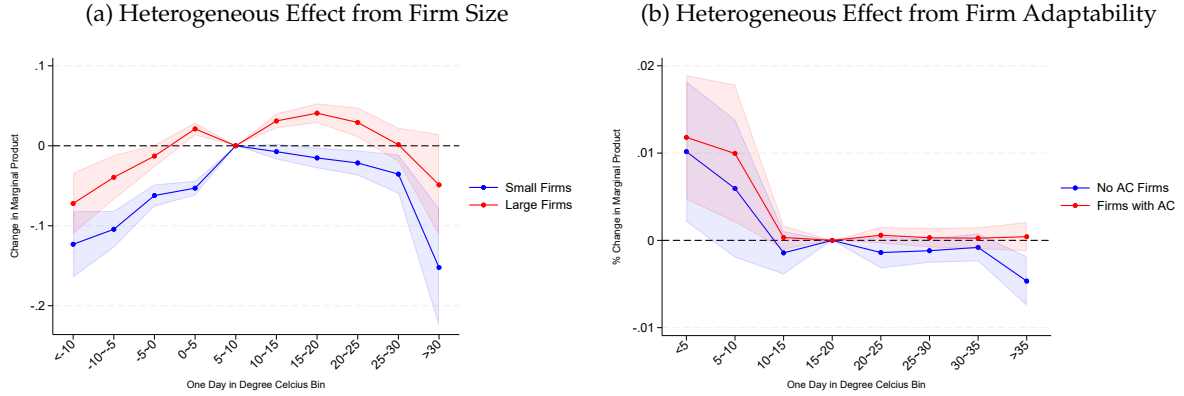 (a) Heterogeneous Effect from Firm Size
.1
0
-.1
-.2
Change in Marginal Product
<-10
-10~-5
-5~0
0~5
5~10
10~15
15~20
20~25
25~30
>30
One Day in Degree Celcius Bin
Small Firms
Large Firms
(b) Heterogeneous Effect from Firm Adaptability
.02
.01
0
-.01
% Change in Marginal Product
<5
5~10
10~15
15~20
20~25
25~30
30~35
>35
One Day in Degree Celcius Bin
No AC Firms
Firms with AC